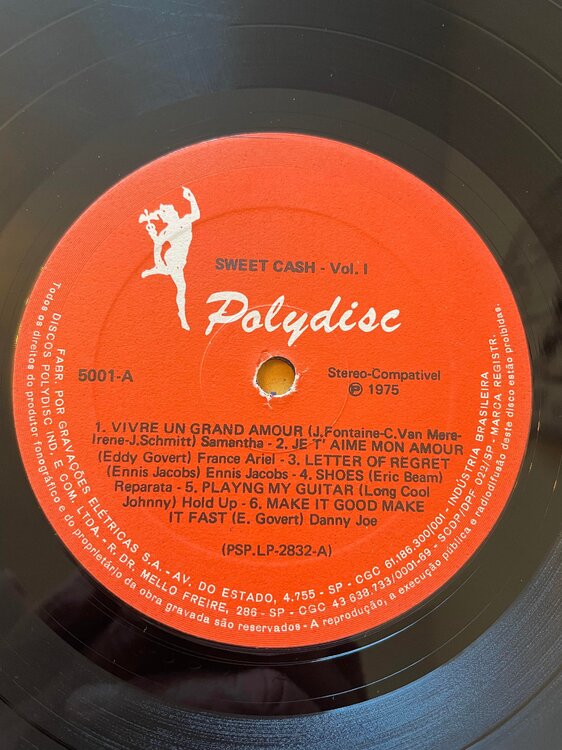 SWEET CASH - Vol. I
Polydisc
5001-A
Stereo-Compativel
Ⓟ 1975
1. VIVRE UN GRAND AMOUR (J.Fontaine-C.Van Mere-
Irene-J.Schmitt) Samantha - 2. JE T' AIME MON AMOUR
(Eddy Govert) France Ariel - 3. LETTER OF REGRET
(Ennis Jacobs) Ennis Jacobs - 4. SHOES (Eric Beam)
Reparata - 5. PLAYNG MY GUITAR (Long Cool
Johnny) Hold Up - 6. MAKE IT GOOD MAKE
IT FAST (E. Govert) Danny Joe
(PSP.LP-2832-A)
FABR. POR GRAVAÇÕES ELÉTRICAS S.A. - AV. DO ESTADO, 4.755 - SP - CGC 61.186.300/001 - INDÚSTRIA BRASILEIRA
DISCOS POLYDISC IND. E COM. LTDA. - R. DR. MELLO FREIRE, 286 - SP - CGC 43.639.733/0001-69 - SCDP/DPF 022/SP - MARCA REGISTR.
Todos os direitos do produtor fonográfico e do proprietário da obra gravada são reservados - A reprodução, a execução pública e radiodifusão deste disco estão proibidas.